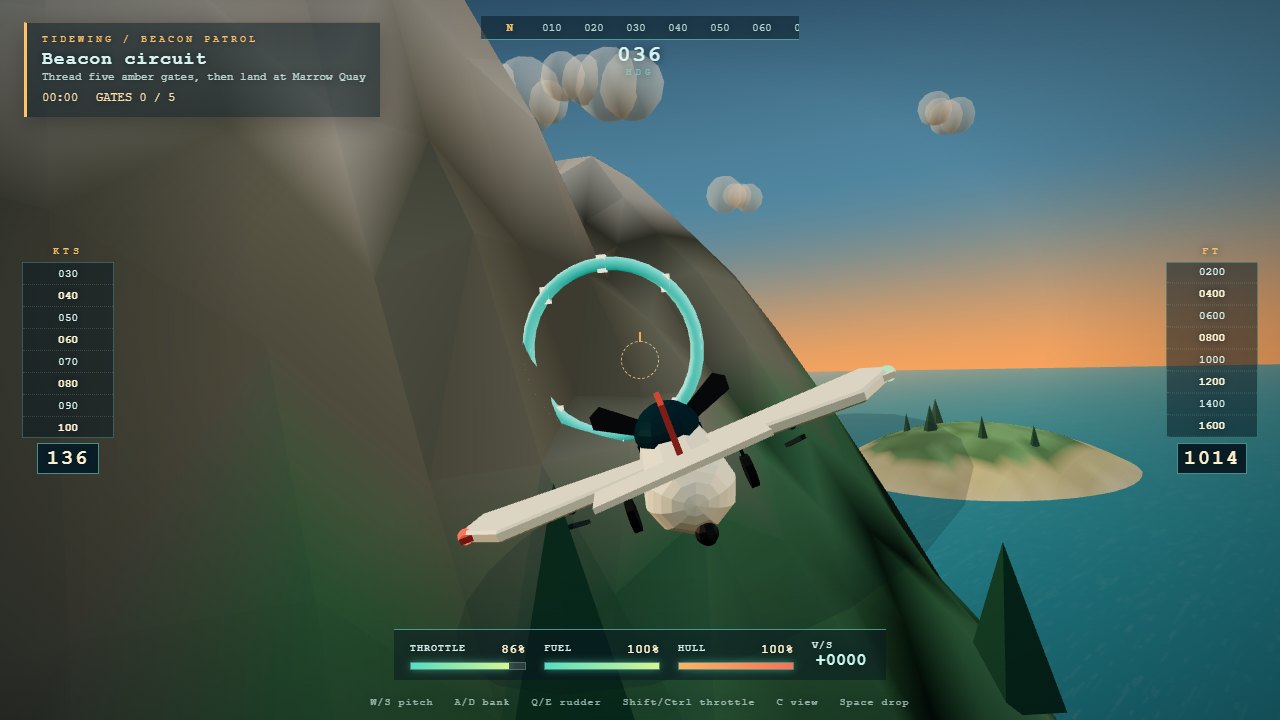 TIDEWING / BEACON PATROL
Beacon circuit
Thread five amber gates, then land at Marrow Quay
00:00 GATES 0 / 5
N 010 020 030 040 050 060
036
HDG
KTS
030
040
050
060
070
080
090
100
136
FT
0200
0400
0600
0800
1000
1200
1400
1600
1014
THROTTLE 86% FUEL 100% HULL 100% V/S
+0000
W/S pitch A/D bank Q/E rudder Shift/Ctrl throttle C view Space drop